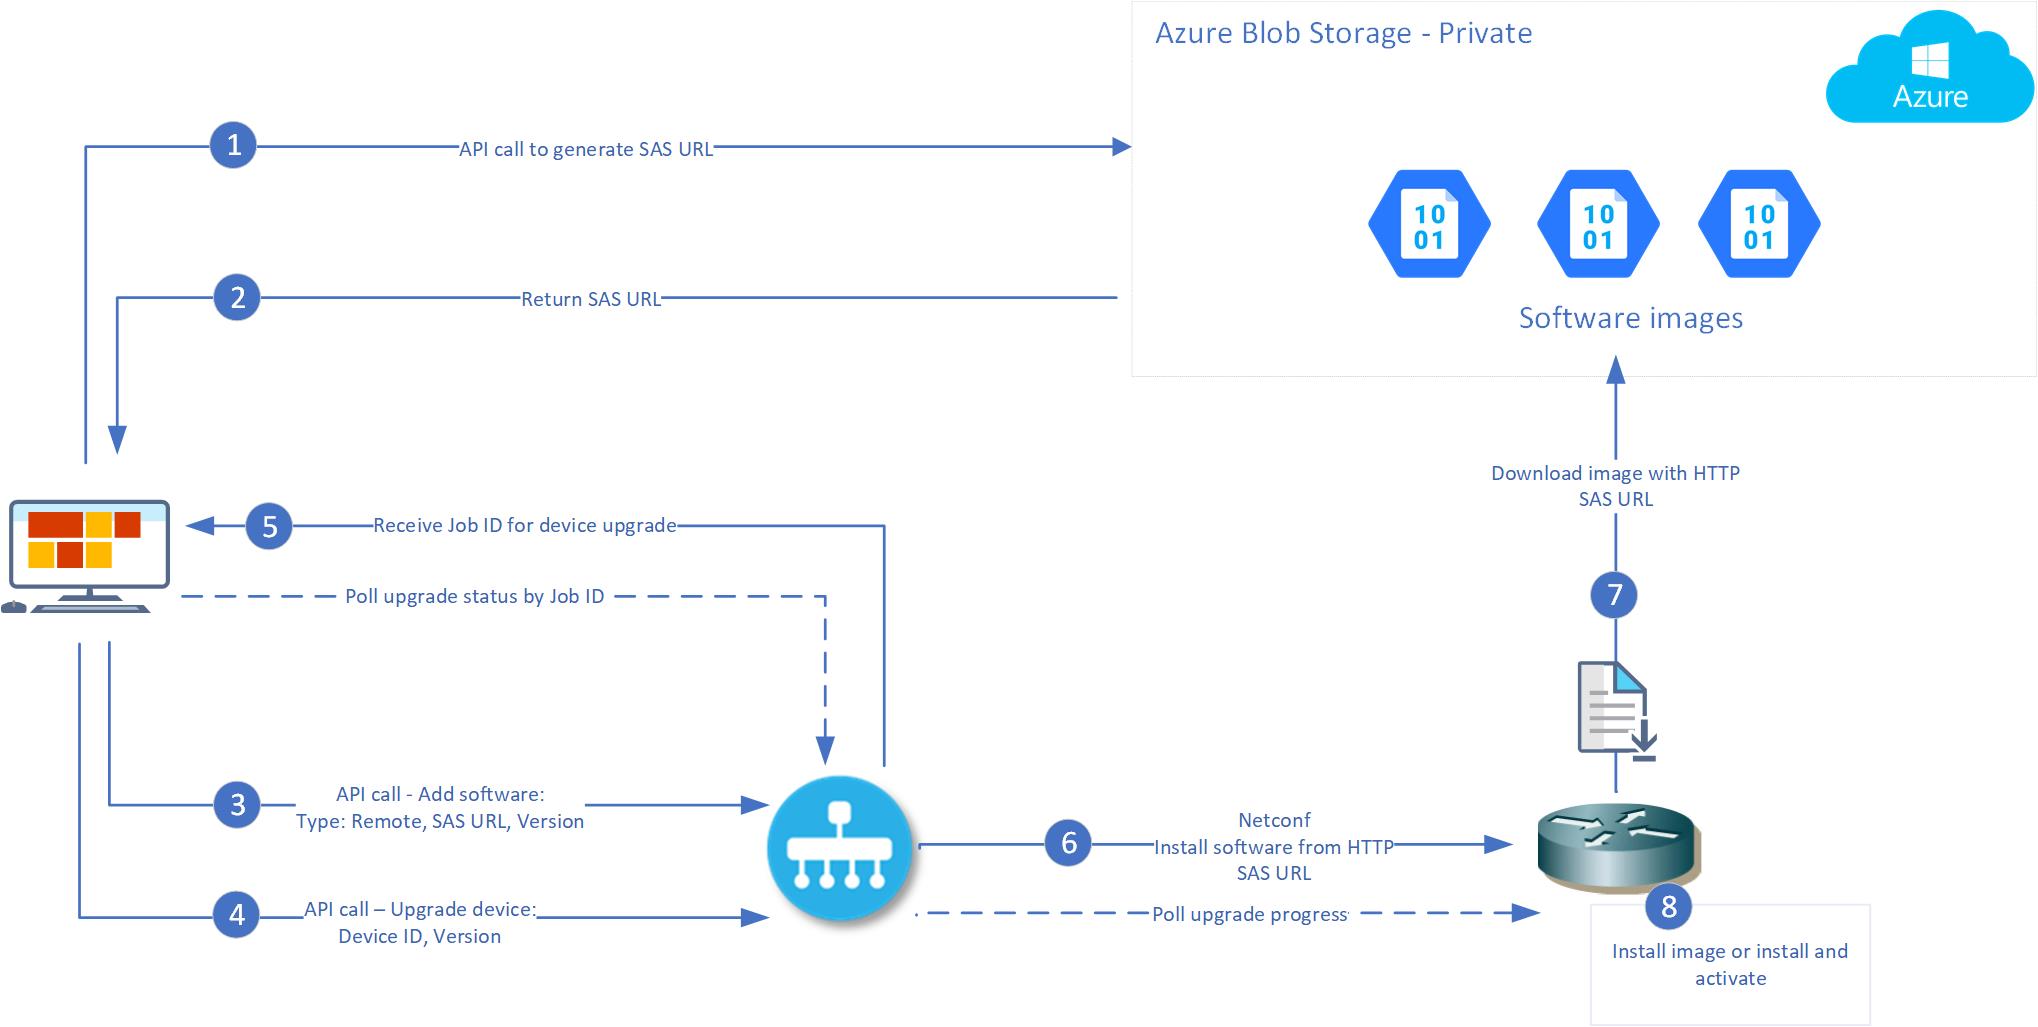 Azure Blob Storage - Private
Azure
1
API call to generate SAS URL
10
01
10
01
10
01
2
Return SAS URL
Software images
Download image with HTTP
SAS URL
5
Receive Job ID for device upgrade
Poll upgrade status by Job ID
7
3
API call - Add software:
Type: Remote, SAS URL, Version
6
Netconf
Install software from HTTP
SAS URL
4
API call – Upgrade device:
Device ID, Version
Poll upgrade progress
8
Install image or install and
activate